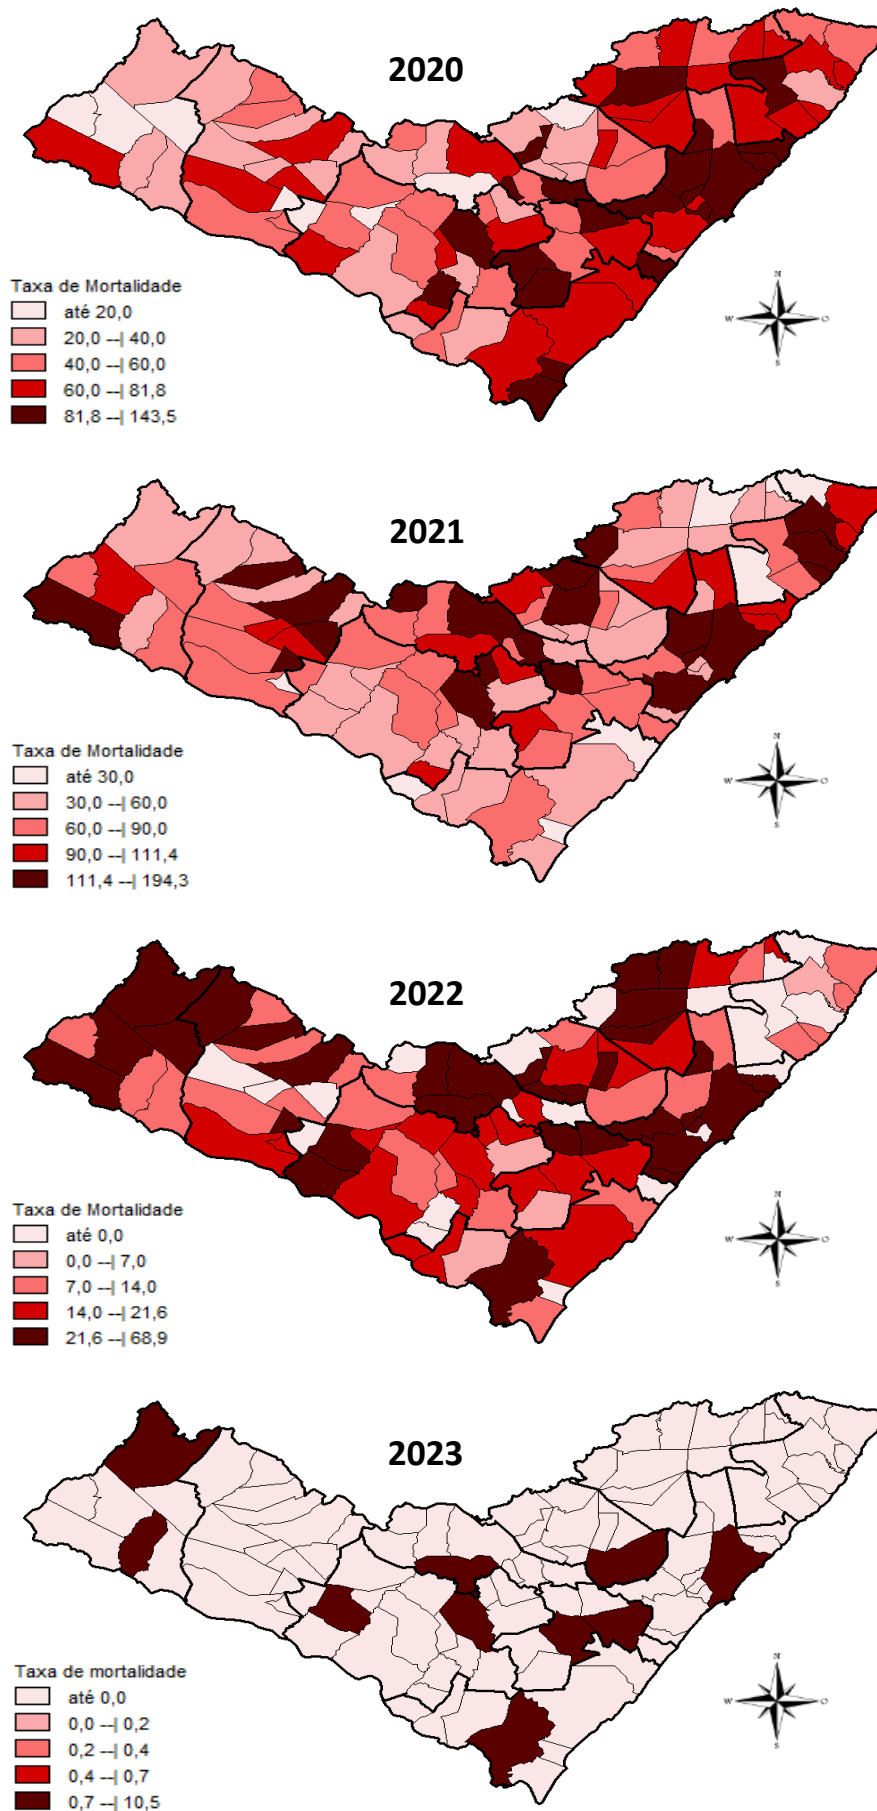 2020
Taxa de Mortalidade
até 20,0
20,0 --| 40,0
40,0 --| 60,0
60,0 --| 81,8
81,8 --| 143,5
N
W
O
S
2021
Taxa de Mortalidade
até 30,0
30,0 --| 60,0
60,0 --| 90,0
90,0 --| 111,4
111,4 --| 194,3
N
W
O
S
2022
Taxa de Mortalidade
até 0,0
0,0 --| 7,0
7,0 --| 14,0
14,0 --| 21,6
21,6 --| 68,9
N
W
O
S
2023
Taxa de mortalidade
até 0,0
0,0 --| 0,2
0,2 --| 0,4
0,4 --| 0,7
0,7 --| 10,5
N
W
O
S